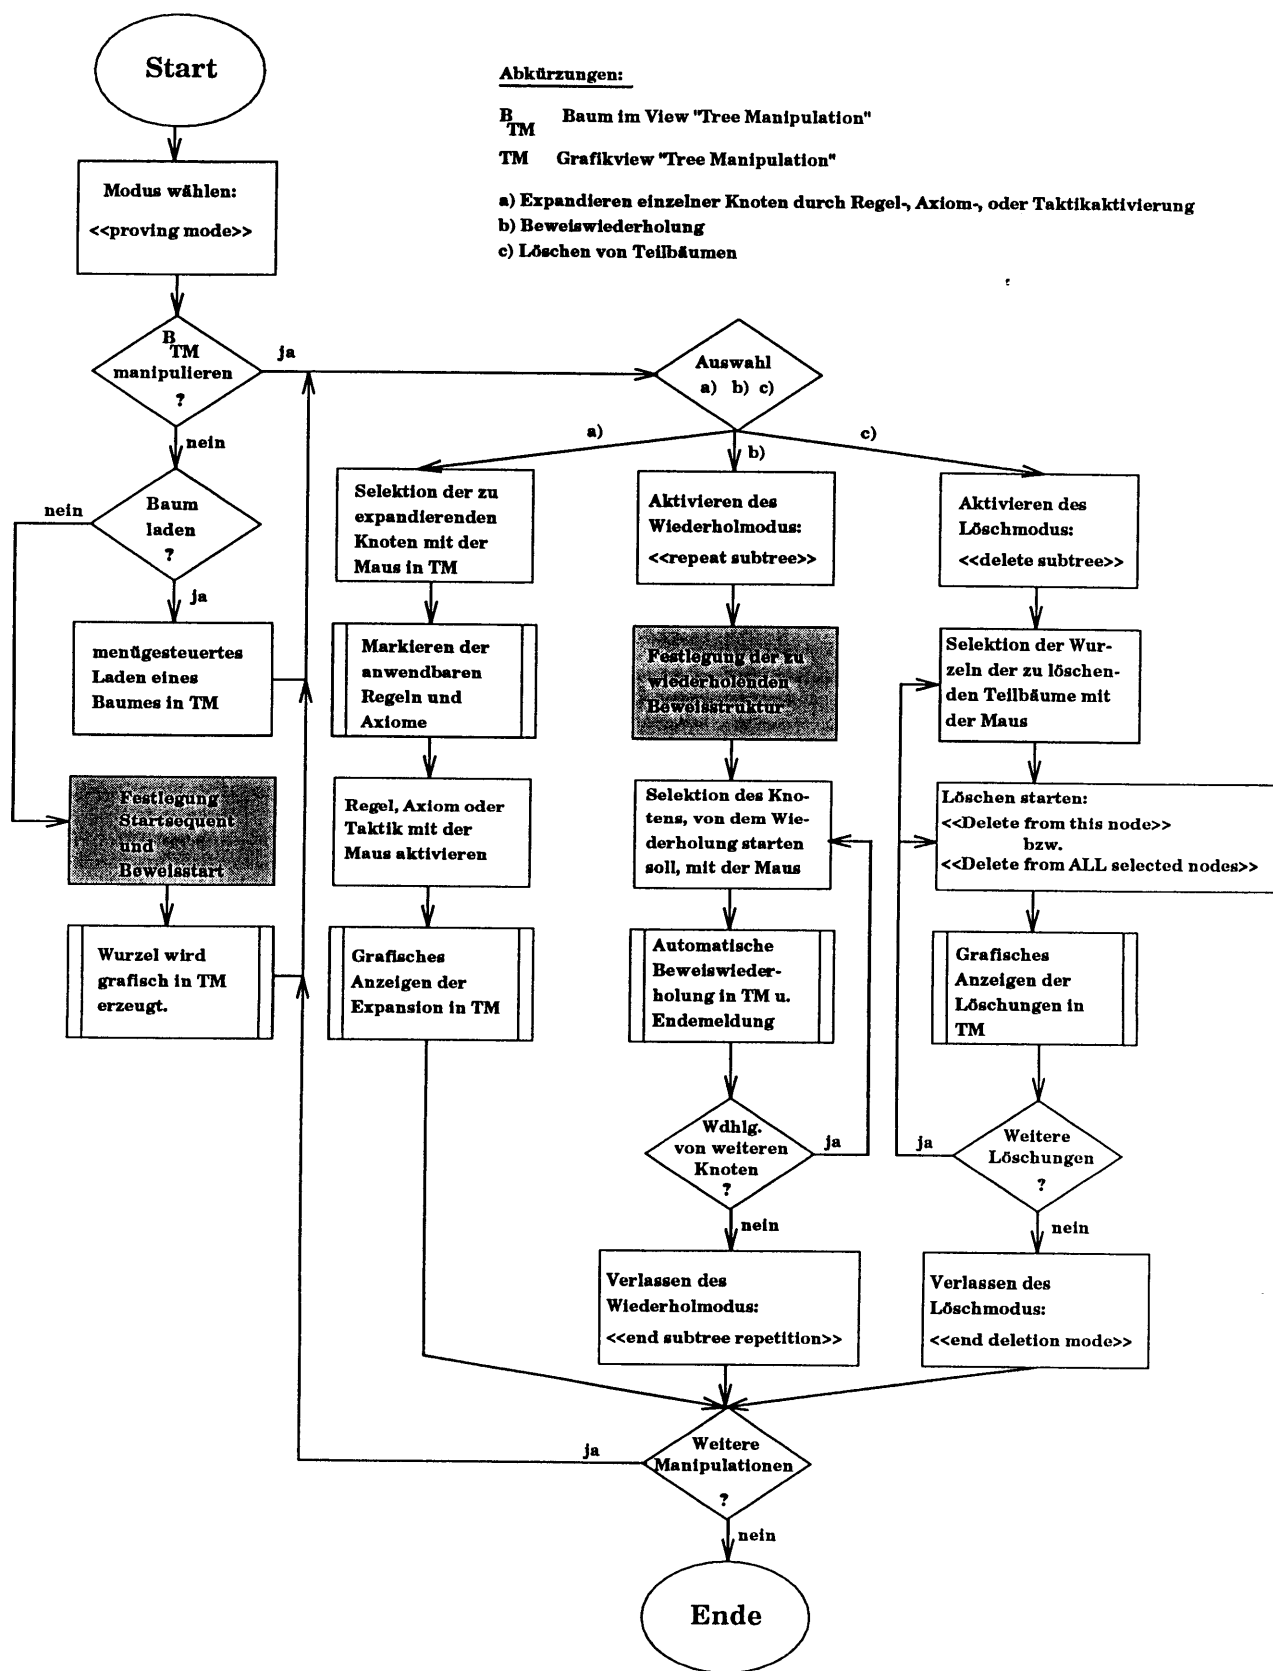 Start
Abkürzungen:
B TM Baum im View "Tree Manipulation"
TM Grafikview "Tree Manipulation"
a) Expandieren einzelner Knoten durch Regel-, Axiom-, oder Taktikaktivierung
b) Beweiswiederholung
c) Löschen von Teilbäumen
Modus wählen:
<<proving mode>>
B TM
manipulieren
?
ja
nein
Auswahl
a) b) c)
a)
b)
c)
Baum
laden
?
nein
ja
menügesteuertes
Laden eines
Baumes in TM
Festlegung
Startsequent
und
Beweisstart
Wurzel wird
grafisch in TM
erzeugt.
Selektion der zu
expandierenden
Knoten mit der
Maus in TM
Markieren der
anwendbaren
Regeln und
Axiome
Regel, Axiom oder
Taktik mit der
Maus aktivieren
Grafisches
Anzeigen der
Expansion in TM
Aktivieren des
Wiederholmodus:
<<repeat subtree>>
Festlegung der zu
wiederholenden
Beweisstruktur
Selektion des Kno-
tens, von dem Wie-
derholung starten
soll, mit der Maus
Automatische
Beweiswieder-
holung in TM u.
Endemeldung
Wdhlg.
von weiteren
Knoten
?
ja
nein
Verlassen des
Wiederholmodus:
<<end subtree repetition>>
Aktivieren des
Löschmodus:
<<delete subtree>>
Selektion der Wur-
zeln der zu löschen-
den Teilbäume mit
der Maus
Löschen starten:
<<Delete from this node>>
bzw.
<<Delete from ALL selected nodes>>
Grafisches
Anzeigen der
Löschungen in
TM
Weitere
Löschungen
?
ja
nein
Verlassen des
Löschmodus:
<<end deletion mode>>
Weitere
Manipulationen
?
ja
nein
Ende